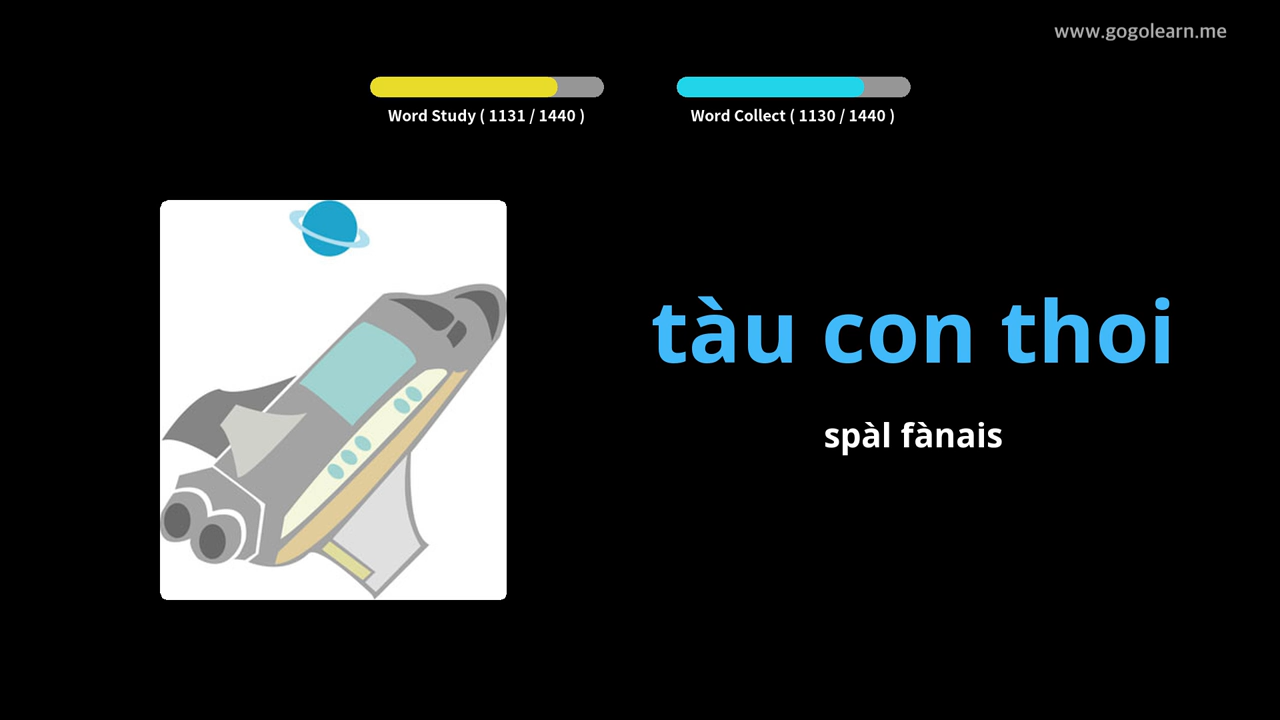 www.gogolearn.me
Word Study ( 1131 / 1440 )
Word Collect ( 1130 / 1440 )
tàu con thoi
spàl fànais